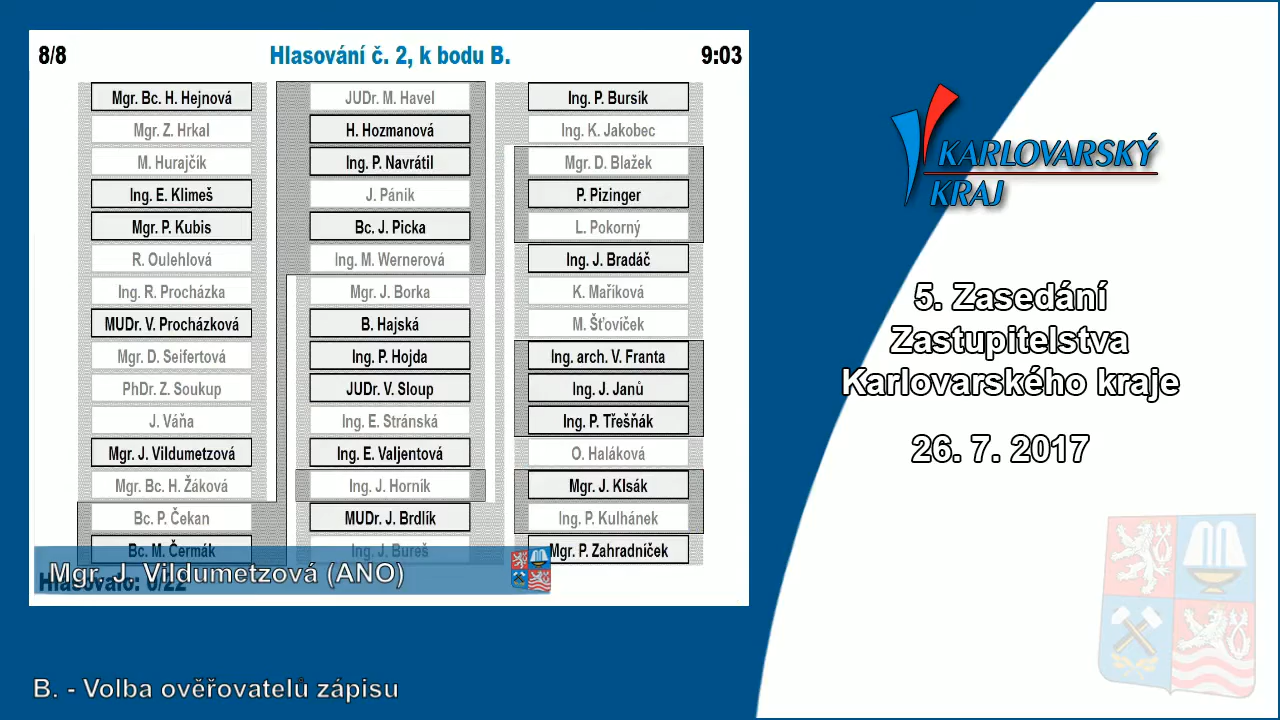 8/8 Hlasování č. 2, k bodu B. 9:03
Mgr. Bc. H. Hejnová
Mgr. Z. Hrkal
M. Hurajčík
Ing. E. Klimeš
Mgr. P. Kubis
R. Oulehlová
Ing. R. Procházka
MUDr. V. Procházková
Mgr. D. Seifertová
PhDr. Z. Soukup
J. Váňa
Mgr. J. Vildumetzová
Mgr. Bc. H. Žáková
Bc. P. Čekan
Bc. M. Čermák
JUDr. M. Havel
H. Hozmanová
Ing. P. Navrátil
J. Pánik
Bc. J. Picka
Ing. M. Wernerová
Mgr. J. Borka
B. Hajská
Ing. P. Hojda
JUDr. V. Sloup
Ing. E. Stránská
Ing. E. Valjentová
Ing. J. Horník
MUDr. J. Brdlík
Ing. J. Bureš
Ing. P. Bursík
Ing. K. Jakobec
Mgr. D. Blažek
P. Pizinger
L. Pokorný
Ing. J. Bradáč
K. Maříková
M. Šťovíček
Ing. arch. V. Franta
Ing. J. Janů
Ing. P. Třešňák
O. Haláková
Mgr. J. Klsák
Ing. P. Kulhánek
Mgr. P. Zahradníček
Hlasovalo: 0/22
Mgr. J. Vildumetzová (ANO)
B. - Volba ověřovatelů zápisu
KARLOVARSKÝ
KRAJ
5. Zasedání
Zastupitelstva
Karlovarského kraje
26. 7. 2017